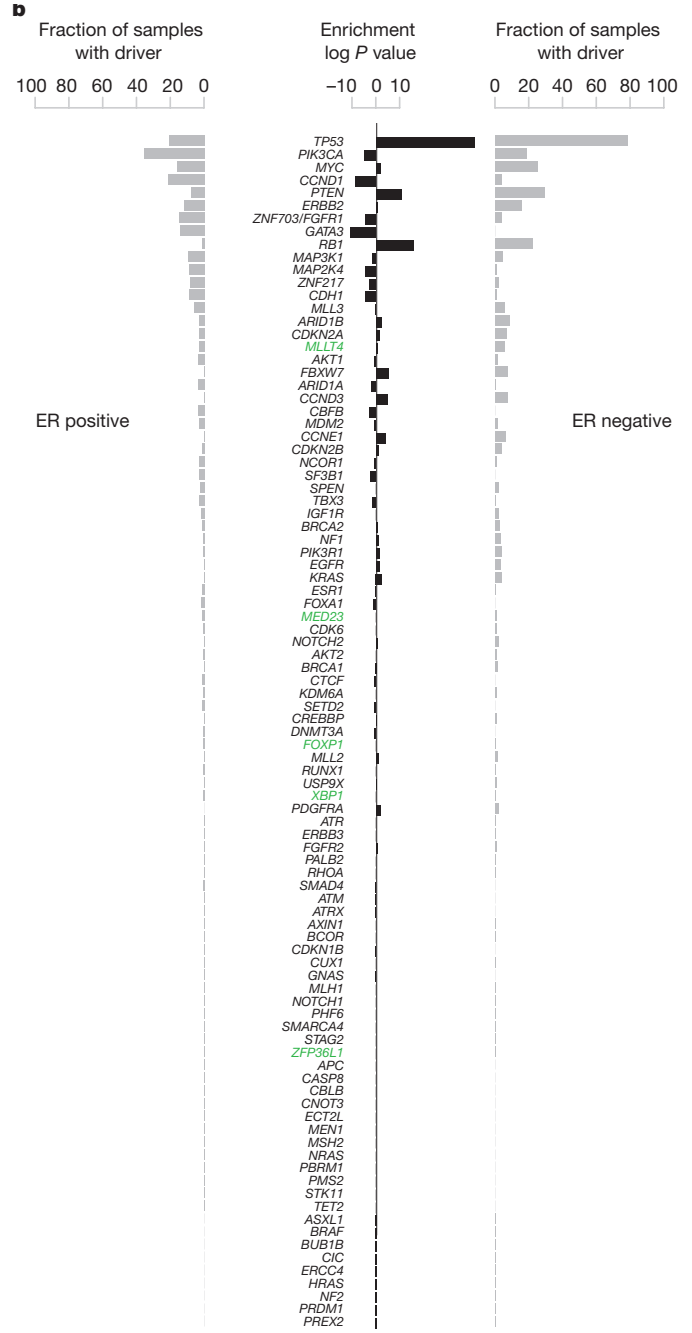 b
Fraction of samples
with driver
Enrichment
log P value
Fraction of samples
with driver
100 80 60 40 20 0
−10 0 10
0 20 40 60 80 100
TP53
PIK3CA
MYC
CCND1
PTEN
ERBB2
ZNF703/FGFR1
GATA3
RB1
MAP3K1
MAP2K4
ZNF217
CDH1
MLL3
ARID1B
CDKN2A
MLLT4
AKT1
FBXW7
ARID1A
CCND3
CBFB
ER positive
MDM2
ER negative
CCNE1
CDKN2B
NCOR1
SF3B1
SPEN
TBX3
IGF1R
BRCA2
NF1
PIK3R1
EGFR
KRAS
ESR1
FOXA1
MED23
CDK6
NOTCH2
AKT2
BRCA1
CTCF
KDM6A
SETD2
CREBBP
DNMT3A
FOXP1
MLL2
RUNX1
USP9X
XBP1
PDGFRA
ATR
ERBB3
FGFR2
PALB2
RHOA
SMAD4
ATM
ATRX
AXIN1
BCOR
CDKN1B
CUX1
GNAS
MLH1
NOTCH1
PHF6
SMARCA4
STAG2
ZFP36L1
APC
CASP8
CBLB
CNOT3
ECT2L
MEN1
MSH2
NRAS
PBRM1
PMS2
STK11
TET2
ASXL1
BRAF
BUB1B
CIC
ERCC4
HRAS
NF2
PRDM1
PREX2